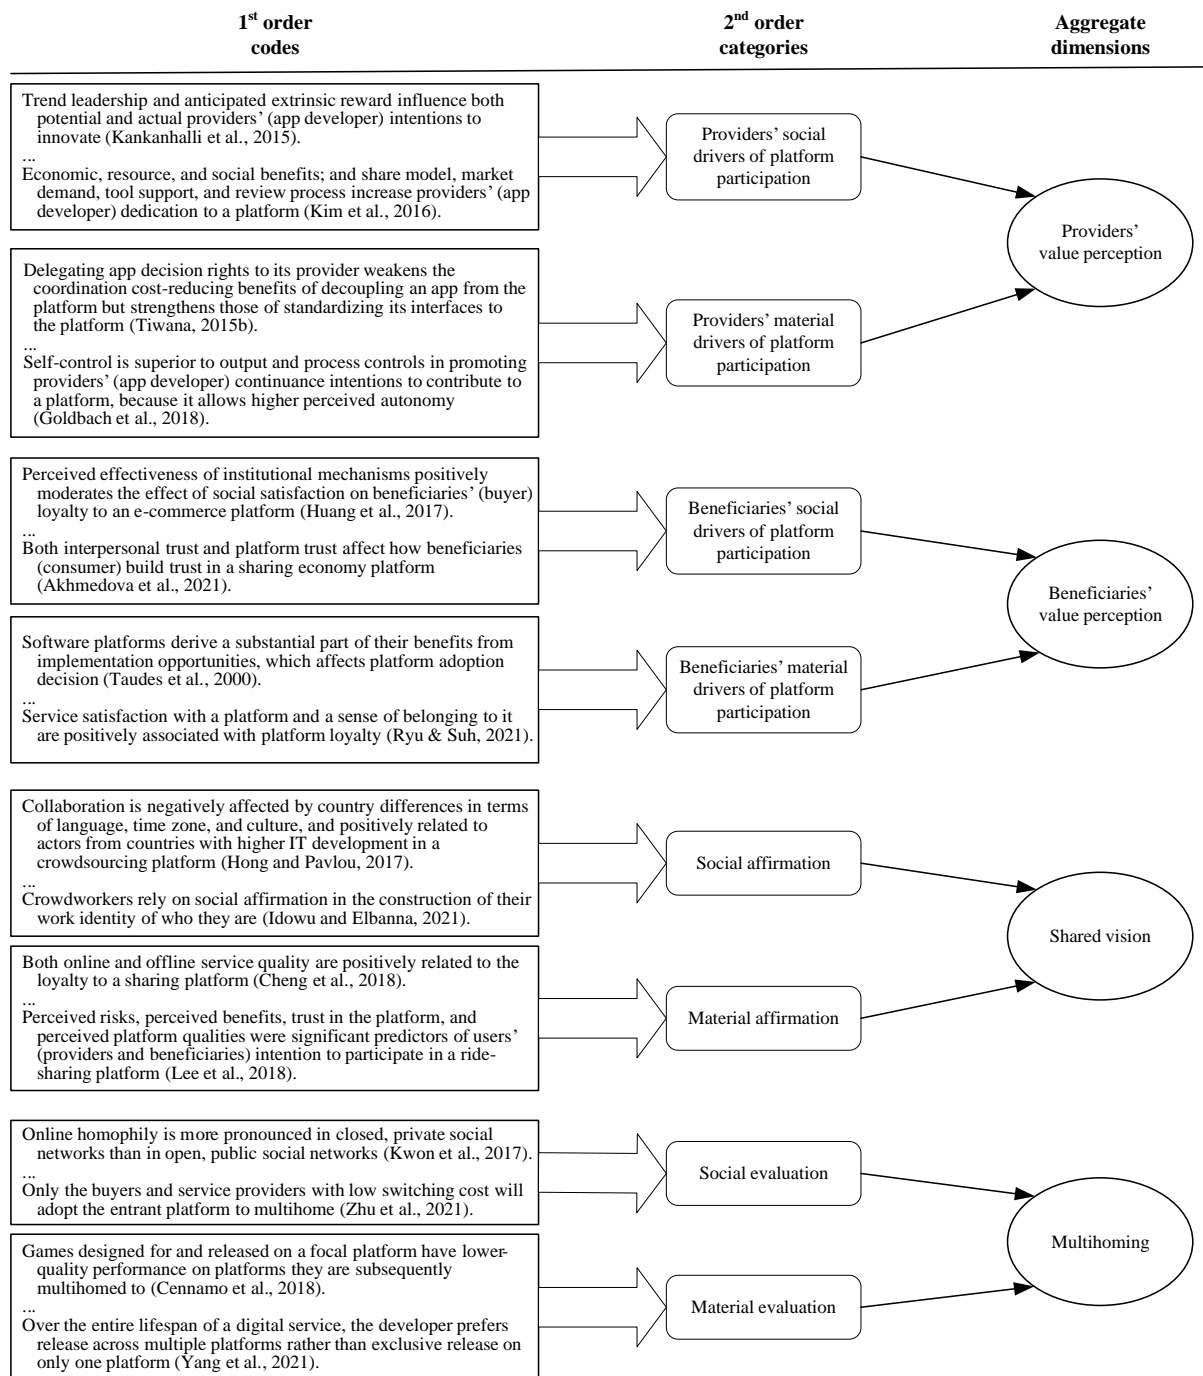 1st order
codes
2nd order
categories
Aggregate
dimensions
Trend leadership and anticipated extrinsic reward influence both
potential and actual providers’ (app developer) intentions to
innovate (Kankanhalli et al., 2015).
...
Economic, resource, and social benefits; and share model, market
demand, tool support, and review process increase providers’ (app
developer) dedication to a platform (Kim et al., 2016).
Providers’ social
drivers of platform
participation
Providers’
value perception
Delegating app decision rights to its provider weakens the
coordination cost-reducing benefits of decoupling an app from the
platform but strengthens those of standardizing its interfaces to
the platform (Tiwana, 2015b).
...
Self-control is superior to output and process controls in promoting
providers’ (app developer) continuance intentions to contribute to
a platform, because it allows higher perceived autonomy
(Goldbach et al., 2018).
Providers’ material
drivers of platform
participation
Perceived effectiveness of institutional mechanisms positively
moderates the effect of social satisfaction on beneficiaries’ (buyer)
loyalty to an e-commerce platform (Huang et al., 2017).
...
Both interpersonal trust and platform trust affect how beneficiaries
(consumer) build trust in a sharing economy platform
(Akhmedova et al., 2021).
Beneficiaries’ social
drivers of platform
participation
Beneficiaries’
value perception
Software platforms derive a substantial part of their benefits from
implementation opportunities, which affects platform adoption
decision (Taudes et al., 2000).
...
Service satisfaction with a platform and a sense of belonging to it
are positively associated with platform loyalty (Ryu & Suh, 2021).
Beneficiaries’ material
drivers of platform
participation
Collaboration is negatively affected by country differences in terms
of language, time zone, and culture, and positively related to
actors from countries with higher IT development in a
crowdsourcing platform (Hong and Pavlou, 2017).
...
Crowdworkers rely on social affirmation in the construction of their
work identity of who they are (Idowu and Elbanna, 2021).
Social affirmation
Shared vision
Both online and offline service quality are positively related to the
loyalty to a sharing platform (Cheng et al., 2018).
...
Perceived risks, perceived benefits, trust in the platform, and
perceived platform qualities were significant predictors of users’
(providers and beneficiaries) intention to participate in a ride-
sharing platform (Lee et al., 2018).
Material affirmation
Online homophily is more pronounced in closed, private social
networks than in open, public social networks (Kwon et al., 2017).
...
Only the buyers and service providers with low switching cost will
adopt the entrant platform to multihome (Zhu et al., 2021).
Social evaluation
Multihoming
Games designed for and released on a focal platform have lower-
quality performance on platforms they are subsequently
multihomed to (Cennamo et al., 2018).
...
Over the entire lifespan of a digital service, the developer prefers
release across multiple platforms rather than exclusive release on
only one platform (Yang et al., 2021).
Material evaluation